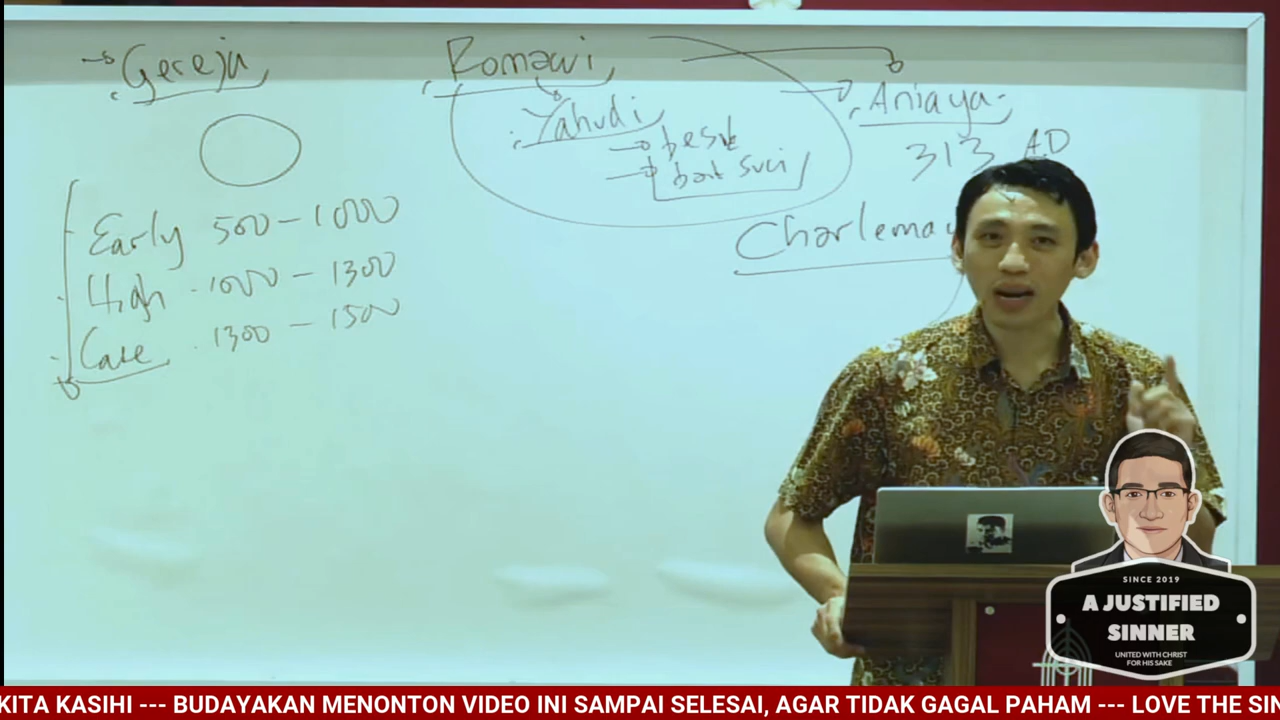 Gereja
Romawi
Yahudi
besar
bait suci
Aniaya
313 AD
Charlema
Early 500 - 1000
High 1000 - 1300
Late 1300 - 1500
SINCE 2019
A JUSTIFIED
SINNER
UNITED WITH CHRIST
FOR HIS SAKE
KITA KASIHI --- BUDAYAKAN MENONTON VIDEO INI SAMPAI SELESAI, AGAR TIDAK GAGAL PAHAM --- LOVE THE SIN